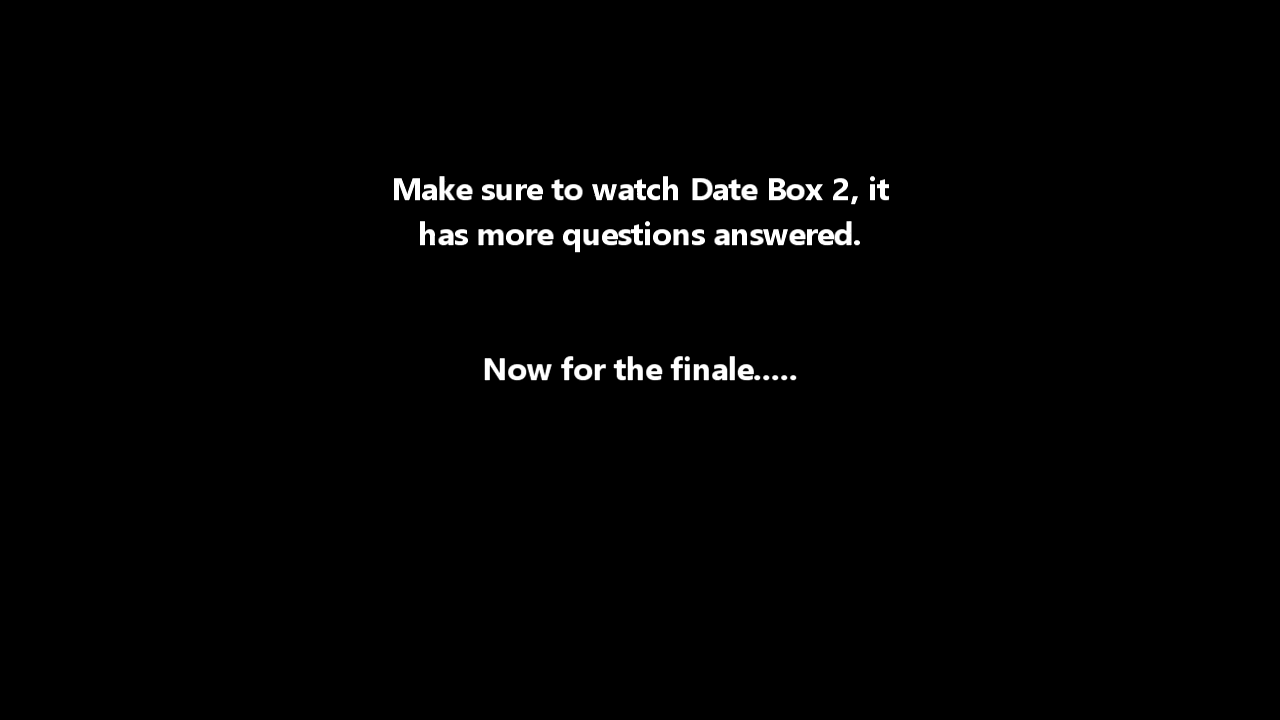 Make sure to watch Date Box 2, it
has more questions answered.
Now for the finale.....